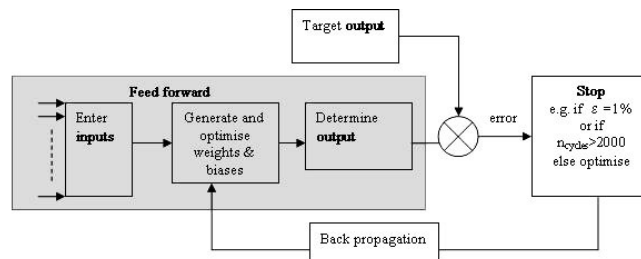 Target output
Feed forward
Enter
inputs
Generate and
optimise
weights &
biases
Determine
output
error
Stop
e.g. if ε =1%
or if
ncycles>2000
else optimise
Back propagation